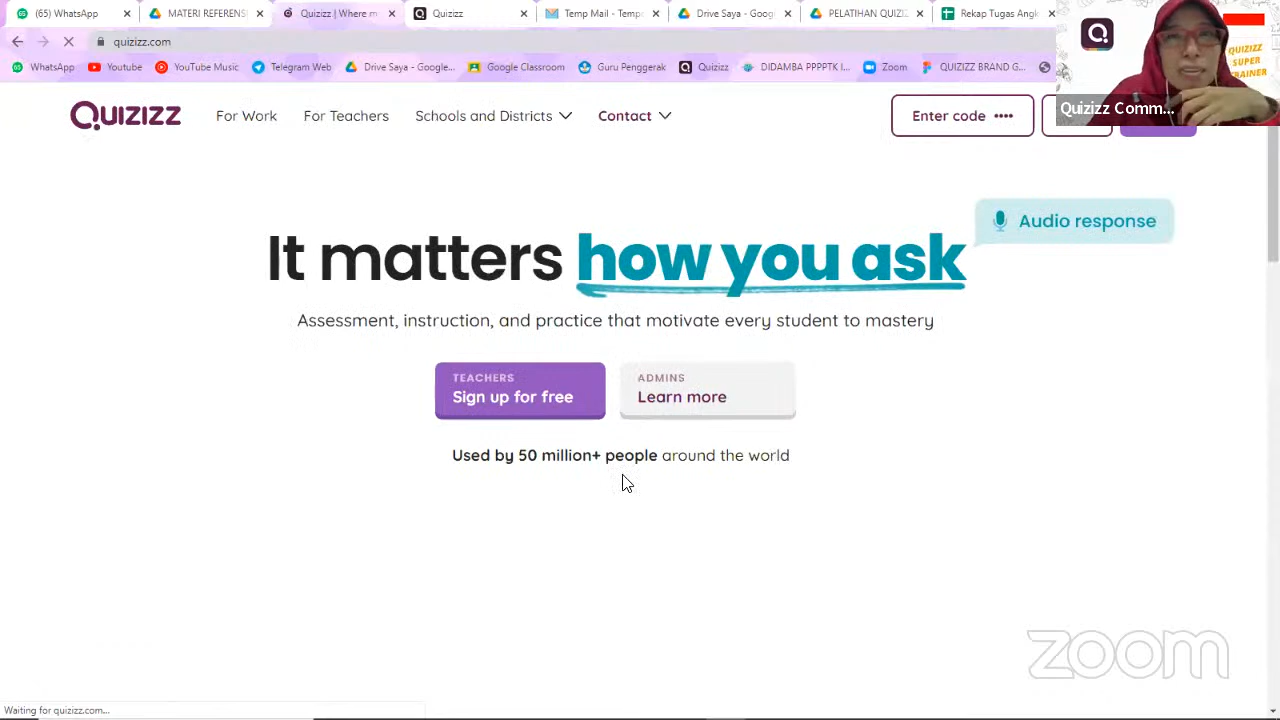 (65) WhatsApp
MATERI REFERENS
Quizizz | Where m
Quizizz
Temp Mail - Temp
Drive Saya - Goog
PELATIHAN QUIZ
Rekap Tugas Ang
quizizz.com
WhatsApp
Youtube
YouTube Music
Telegram Web
Google...
Google Classroom
Guru Penggerak
Quizizz
DIDAMBA PPPPTK |
Zoom
QUIZIZZ BRAND G...
QUIZIZZ
SUPER
TRAINER
Quizizz Comm...
QUIZIZZ
For Work
For Teachers
Schools and Districts
Contact
Enter code ••••
Audio response
It matters how you ask
Assessment, instruction, and practice that motivate every student to mastery
TEACHERS
Sign up for free
ADMINS
Learn more
Used by 50 million+ people around the world
zoom
Waiting for quizizz.com...